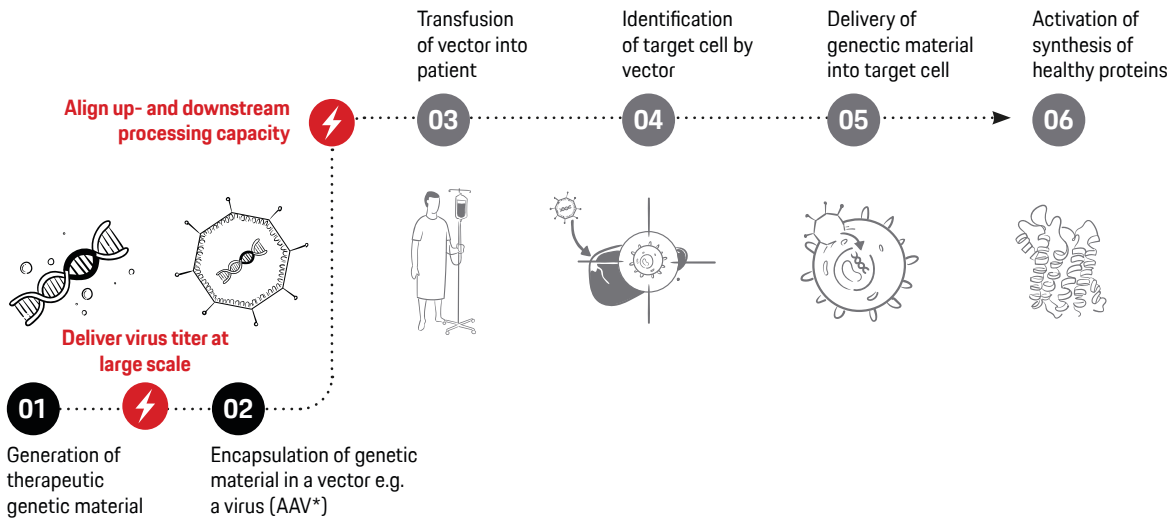 Transfusion
of vector into
patient
Identification
of target cell by
vector
Delivery of
genectic material
into target cell
Activation of
synthesis of
healthy proteins
Align up- and downstream
processing capacity
03
04
05
06
Deliver virus titer at
large scale
01
02
Generation of
therapeutic
genetic material
Encapsulation of genetic
material in a vector e.g.
a virus (AAV*)